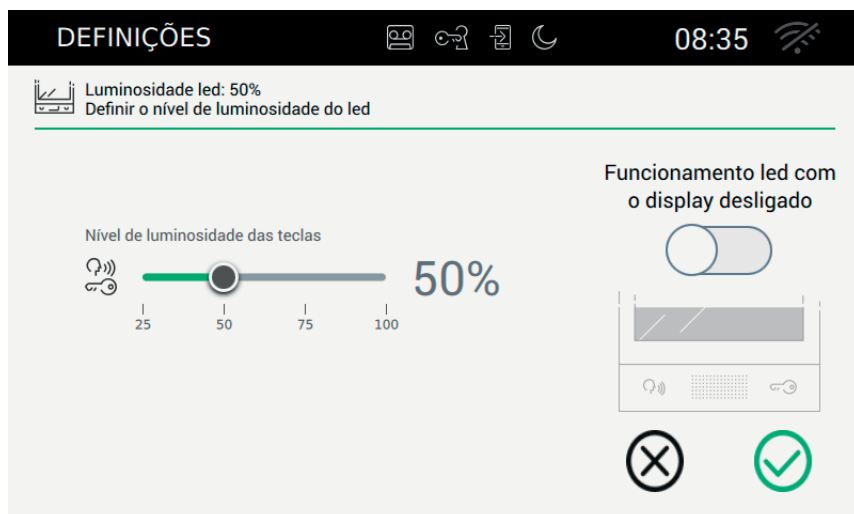 DEFINIÇÕES
08:35
Luminosidade led: 50%
Definir o nível de luminosidade do led
Funcionamento led com
o display desligado
Nível de luminosidade das teclas
50%
25 50 75 100